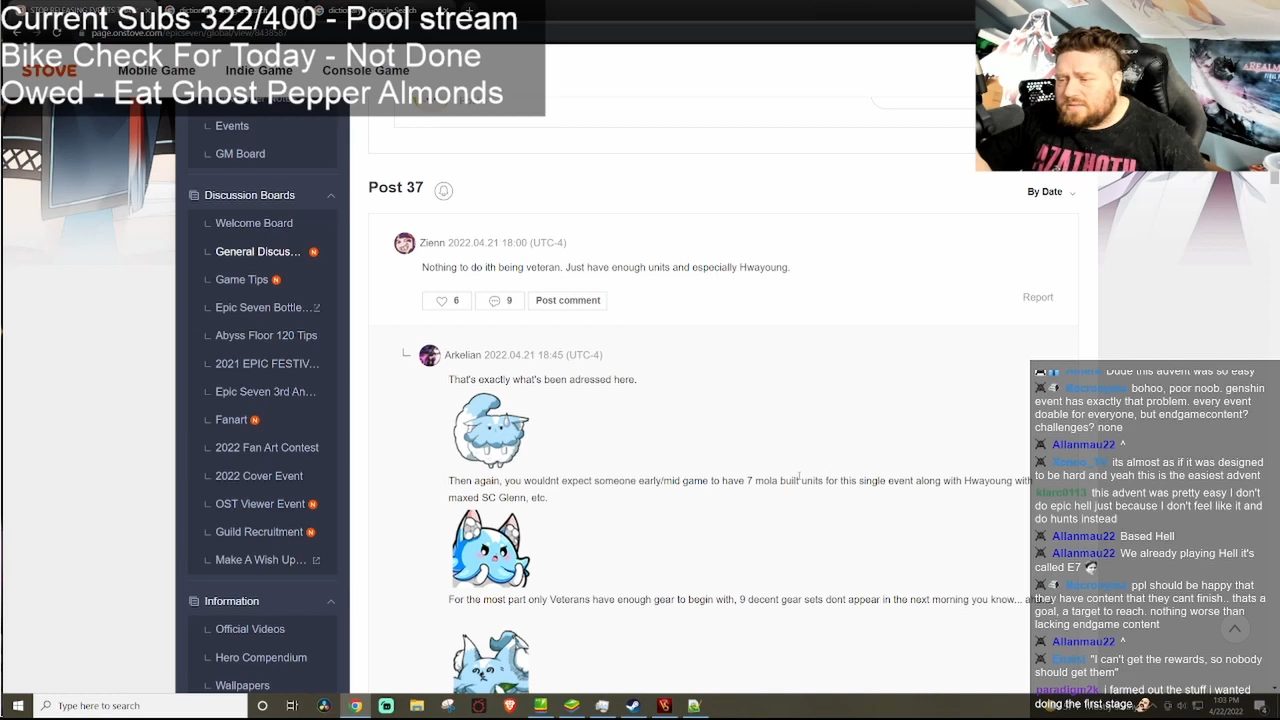 Current Subs 322/400 - Pool stream
Bike Check For Today - Not Done
Owed - Eat Ghost Pepper Almonds
page.onstove.com/epicseven/global/view/8438587
STOVE
Mobile Game
Indie Game
Console Game
Events
GM Board
Discussion Boards
Welcome Board
General Discus... N
Game Tips N
Epic Seven Bottle...
Abyss Floor 120 Tips
2021 EPIC FESTIV...
Epic Seven 3rd An...
Fanart N
2022 Fan Art Contest
2022 Cover Event
OST Viewer Event N
Guild Recruitment N
Make A Wish Up...
Information
Official Videos
Hero Compendium
Wallpapers
Post 37
By Date
Zienn 2022.04.21 18:00 (UTC-4)
Nothing to do ith being veteran. Just have enough units and especially Hwayoung.
6
9
Post comment
Report
Arkelian 2022.04.21 18:45 (UTC-4)
That'a exactly what's been adressed here.
Then again, you wouldnt expect someone early/mid game to have 7 mola built units for this single event along with Hwayoung with
maxed SC Glenn, etc.
For the most part only Veterans have enough gear to begin with, 9 decent gear sets dont appear in the next morning you know...
AZATHOTH
Dude this advent was so easy
bohoo, poor noob. genshin
event has exactly that problem. every event
doable for everyone, but endgamecontent?
challenges? none
Allanmau22 ^
its almost as if it was designed
to be hard and yeah this is the easiest advent
this advent was pretty easy I don't
do epic hell just because I don't feel like it and
do hunts instead
Allanmau22 Based Hell
Allanmau22 We already playing Hell it's
called E7
ppl should be happy that
they have content that they cant finish.. thats a
goal, a target to reach. nothing worse than
lacking endgame content
Allanmau22 ^
"I can't get the rewards, so nobody
should get them"
paradigm2k i farmed out the stuff i wanted
doing the first stage
Type here to search
1:03 PM
4/22/2022